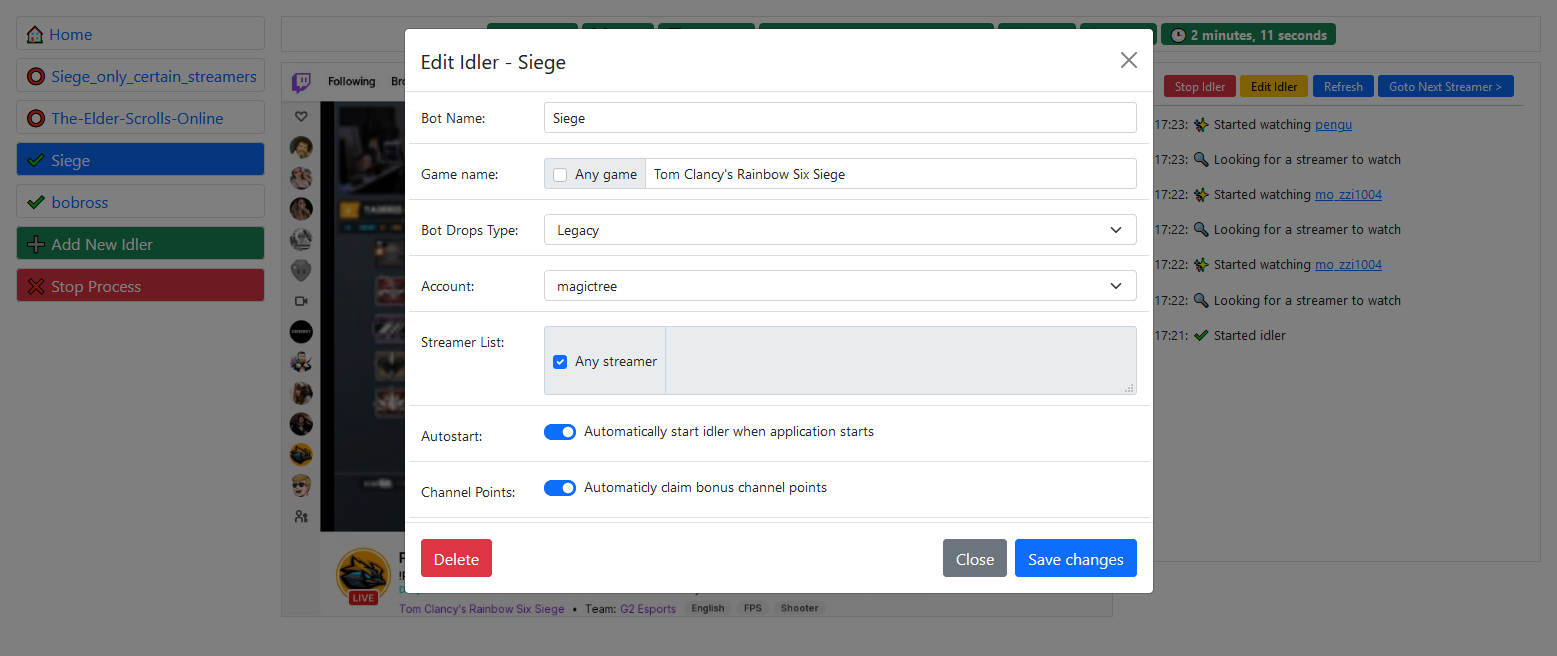 Home
Siege_only_certain_streamers
The-Elder-Scrolls-Online
Siege
bobross
Add New Idler
Stop Process
2 minutes, 11 seconds
Following
Edit Idler - Siege
Bot Name: Siege
Game name: Any game Tom Clancy's Rainbow Six Siege
Bot Drops Type: Legacy
Account: magictree
Streamer List: Any streamer
Autostart: Automatically start idler when application starts
Channel Points: Automaticly claim bonus channel points
Delete Close Save changes
Stop Idler Edit Idler Refresh Goto Next Streamer >
17:23: Started watching pengu
17:23: Looking for a streamer to watch
17:22: Started watching mo_zzi1004
17:22: Looking for a streamer to watch
17:22: Started watching mo_zzi1004
17:22: Looking for a streamer to watch
17:21: Started idler
LIVE
Tom Clancy's Rainbow Six Siege • Team: G2 Esports English FPS Shooter